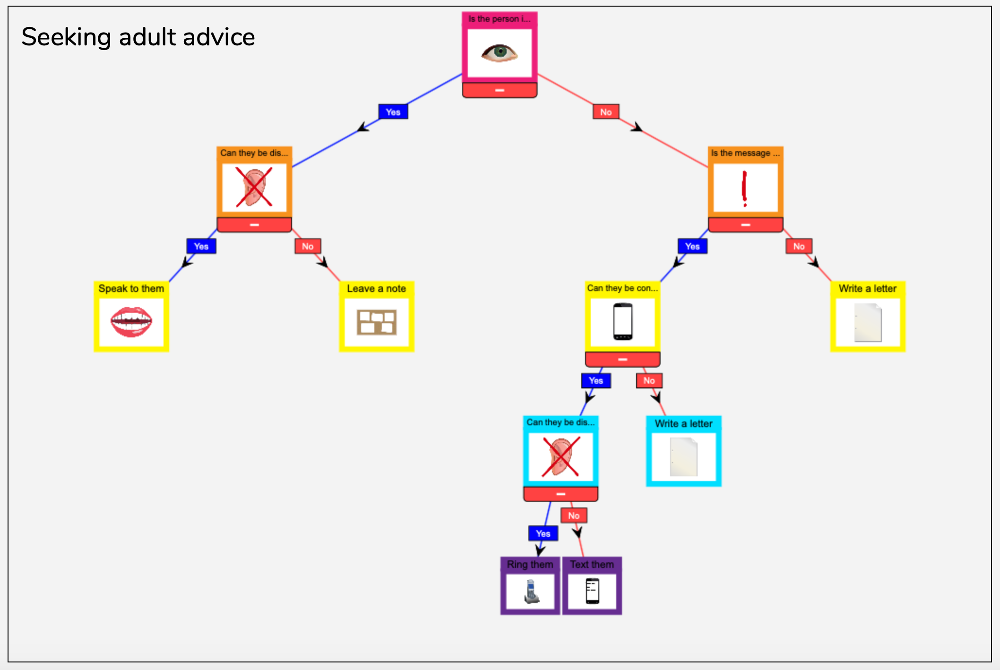 Seeking adult advice
Is the person i...
Yes
No
Can they be dis...
Is the message ...
Yes
No
Yes
No
Speak to them
Leave a note
Can they be con...
Write a letter
Yes
No
Can they be dis...
Write a letter
No
Yes
Ring them
Text them